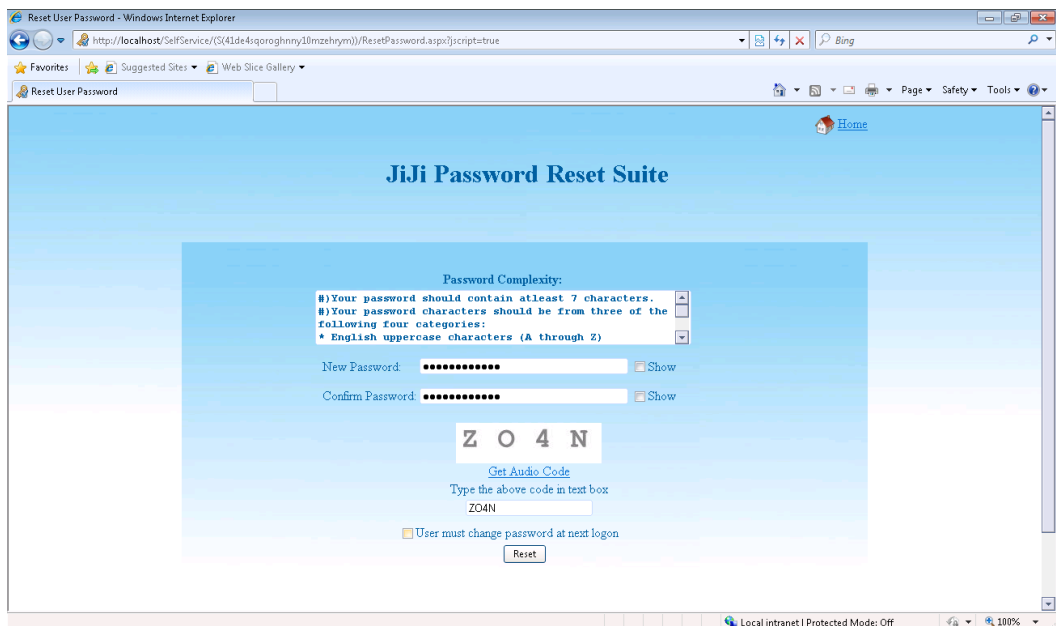 Reset User Password - Windows Internet Explorer
http://localhost/SelfService/(S(41de4sqoroghnny10mzehrym))/ResetPassword.aspx?jscript=true
Bing
Favorites Suggested Sites Web Slice Gallery
Reset User Password
Page Safety Tools
Home
JiJi Password Reset Suite
Password Complexity:
#)Your password should contain atleast 7 characters.
#)Your password characters should be from three of the
following four categories:
* English uppercase characters (A through Z)
New Password: Show
Confirm Password: Show
Z O 4 N
Get Audio Code
Type the above code in text box
ZO4N
User must change password at next logon
Reset
Local intranet | Protected Mode: Off 100%